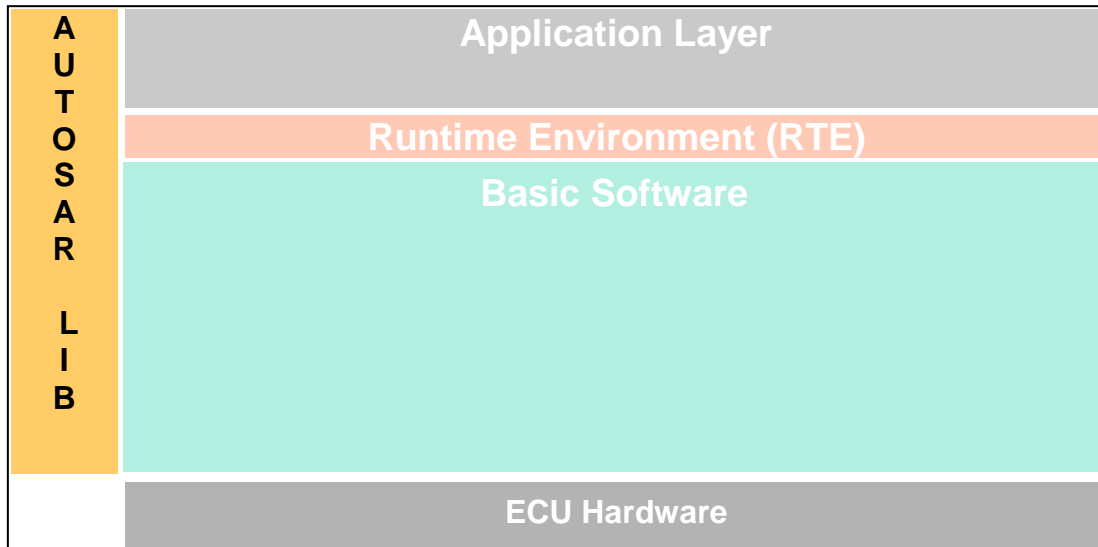 A
U
T
O
S
A
R
L
I
B
Application Layer
Runtime Environment (RTE)
Basic Software
ECU Hardware